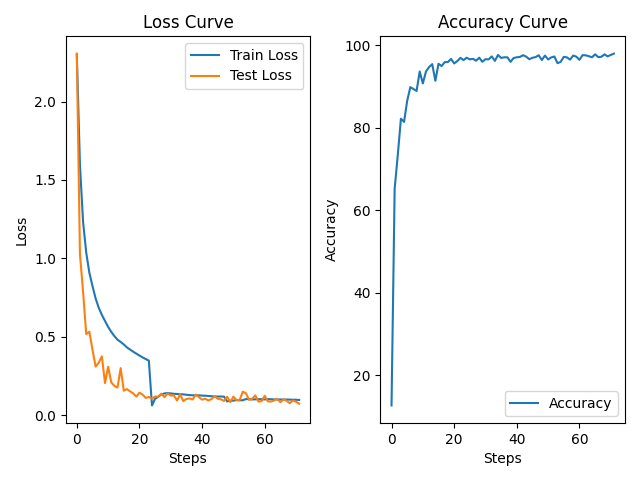 Loss Curve
Train Loss
Test Loss
2.0
1.5
1.0
0.5
0.0
Loss
0
20
40
60
Steps
Accuracy Curve
100
80
60
40
20
Accuracy
Accuracy
0
20
40
60
Steps